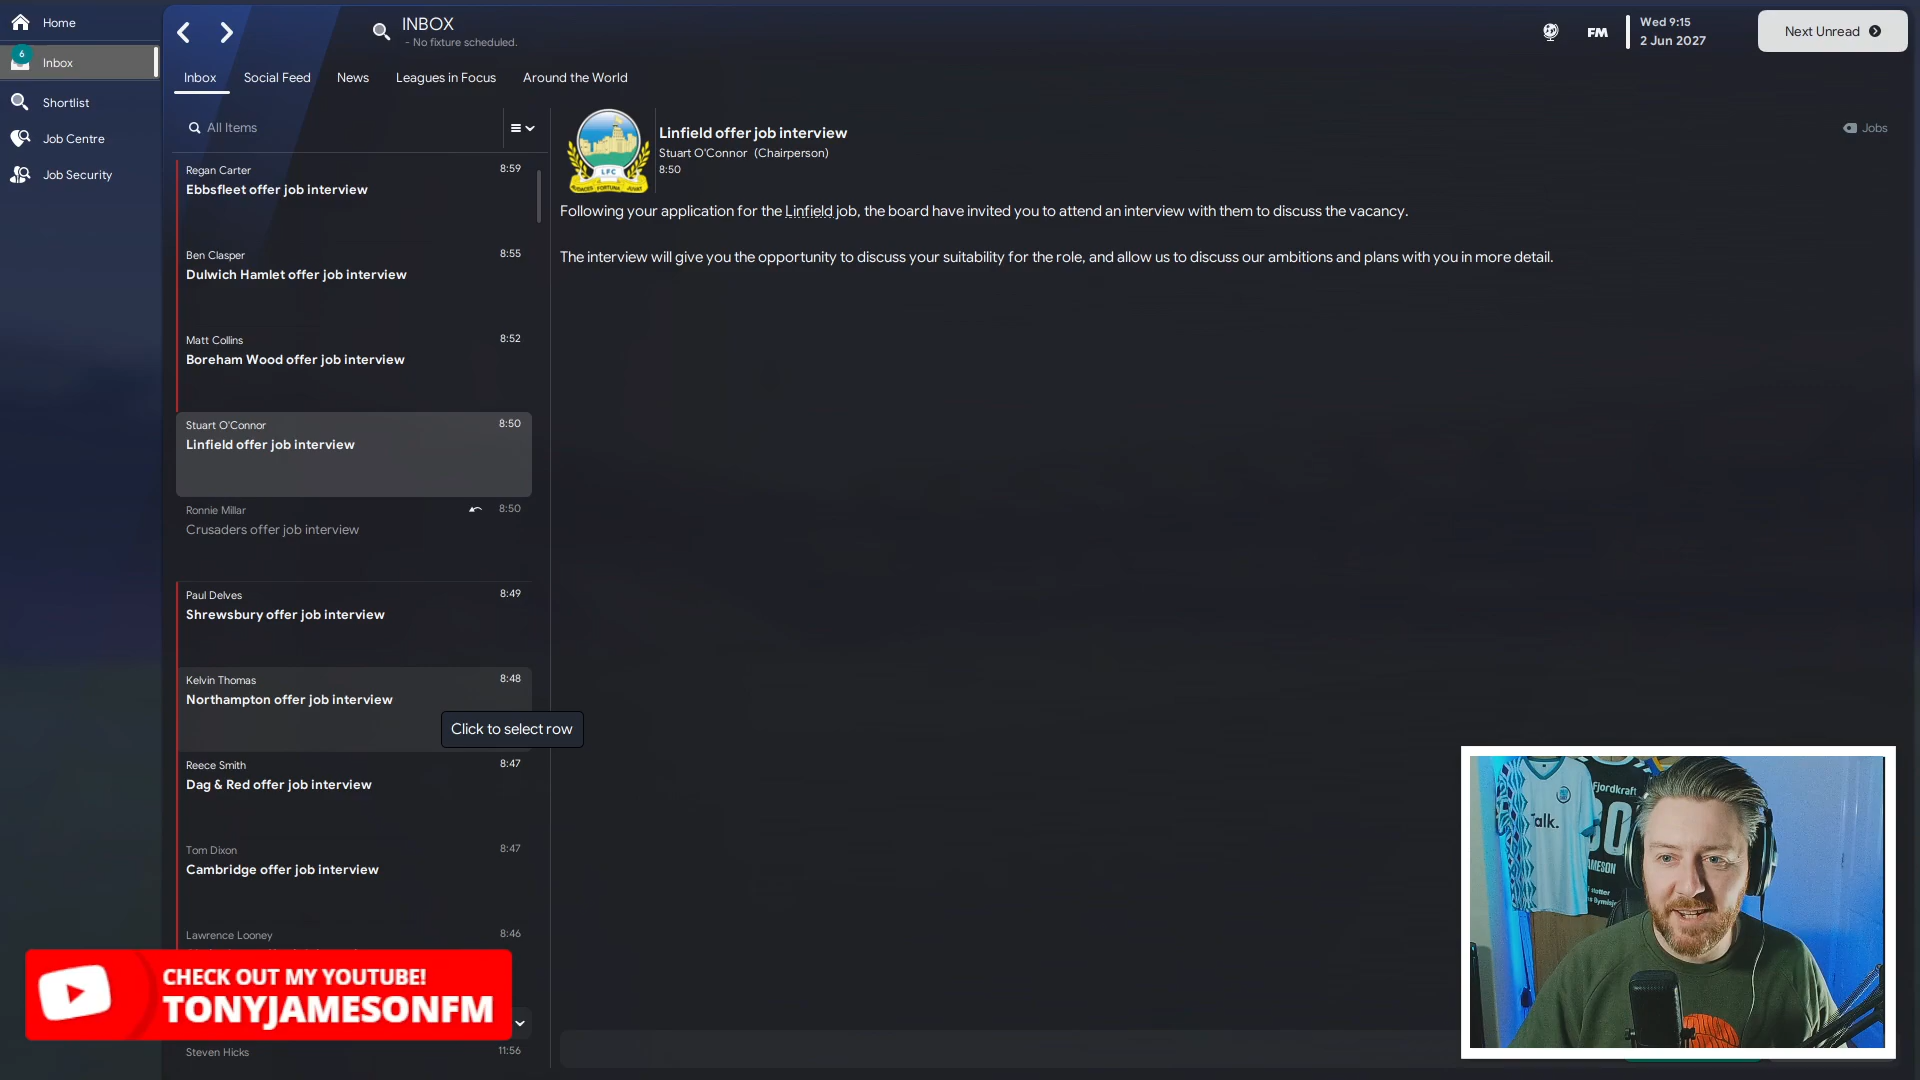 Home
6
Inbox
Shortlist
Job Centre
Job Security
INBOX
- No fixture scheduled.
FM
Wed 9:15
2 Jun 2027
Next Unread
Inbox
Social Feed
News
Leagues in Focus
Around the World
All Items
Regan Carter
8:59
Ebbsfleet offer job interview
Ben Clasper
8:55
Dulwich Hamlet offer job interview
Matt Collins
8:52
Boreham Wood offer job interview
Stuart O'Connor
8:50
Linfield offer job interview
Ronnie Millar
8:50
Crusaders offer job interview
Paul Delves
8:49
Shrewsbury offer job interview
Kelvin Thomas
8:48
Northampton offer job interview
Click to select row
Reece Smith
8:47
Dag & Red offer job interview
Tom Dixon
8:47
Cambridge offer job interview
Lawrence Looney
8:46
Steven Hicks
11:56
LFC
Linfield offer job interview
Stuart O'Connor (Chairperson)
8:50
Jobs
Following your application for the Linfield job, the board have invited you to attend an interview with them to discuss the vacancy.
The interview will give you the opportunity to discuss your suitability for the role, and allow us to discuss our ambitions and plans with you in more detail.
CHECK OUT MY YOUTUBE!
TONYJAMESONFM
Fjordkraft
Talk.
JAMESON